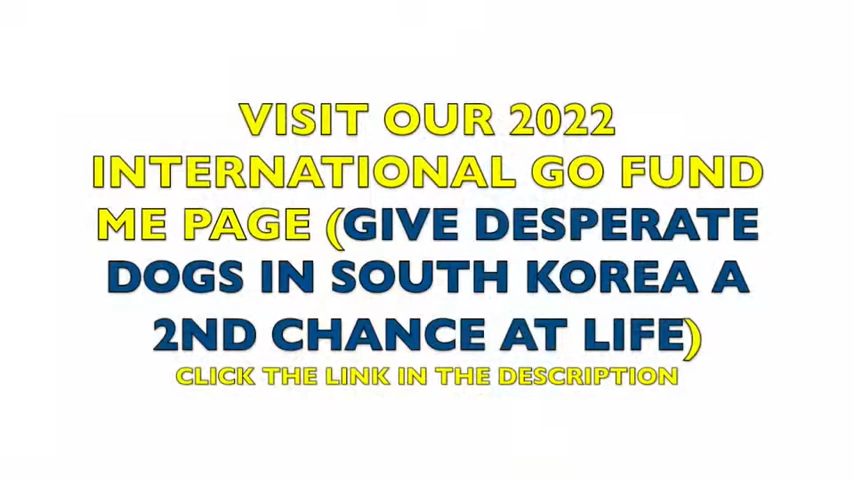 VISIT OUR 2022
INTERNATIONAL GO FUND
ME PAGE (GIVE DESPERATE
DOGS IN SOUTH KOREA A
2ND CHANCE AT LIFE)
CLICK THE LINK IN THE DESCRIPTION